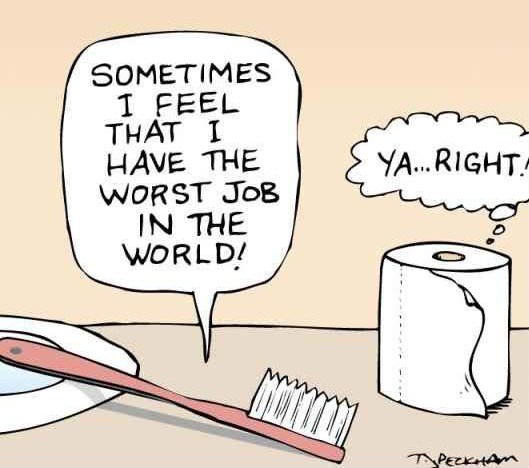 SOMETIMES
I FEEL
THAT I
HAVE THE
WORST JOB
IN THE
WORLD!
YA...RIGHT!
T. PECKHAM